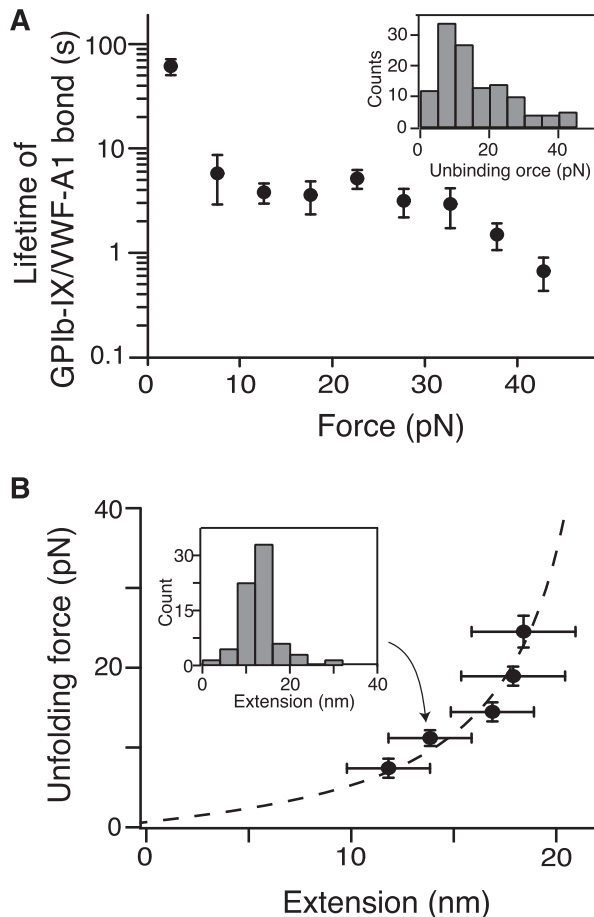 A
Lifetime of
GPIb-IX/VWF-A1 bond (s)
100
10
1
0.1
0 10 20 30 40
Force (pN)
Counts
30
20
10
0
0 20 40
Unbinding orce (pN)
B
Unfolding force (pN)
40
20
0
0 10 20
Extension (nm)
Count
30
15
0
0 20 40
Extension (nm)